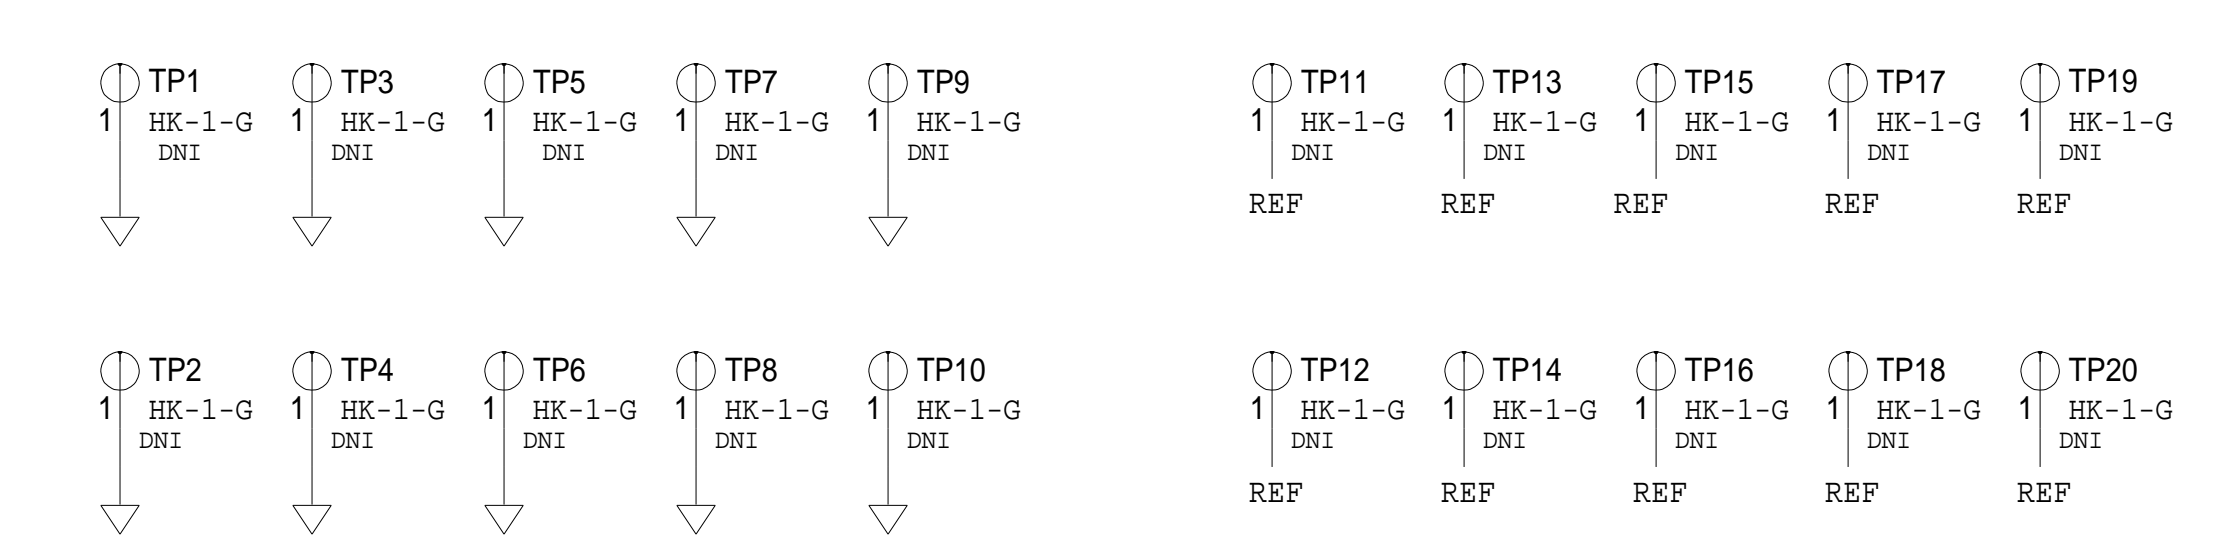 TP1 TP3 TP5 TP7 TP9 TP11 TP13 TP15 TP17 TP19
1 HK-1-G 1 HK-1-G 1 HK-1-G 1 HK-1-G 1 HK-1-G 1 HK-1-G 1 HK-1-G 1 HK-1-G 1 HK-1-G 1 HK-1-G
DNI DNI DNI DNI DNI DNI DNI DNI DNI DNI
REF REF REF REF REF
TP2 TP4 TP6 TP8 TP10 TP12 TP14 TP16 TP18 TP20
1 HK-1-G 1 HK-1-G 1 HK-1-G 1 HK-1-G 1 HK-1-G 1 HK-1-G 1 HK-1-G 1 HK-1-G 1 HK-1-G 1 HK-1-G
DNI DNI DNI DNI DNI DNI DNI DNI DNI DNI
REF REF REF REF REF